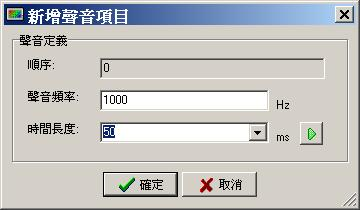 新增聲音項目
聲音定義
順序: 0
聲音頻率: 1000 Hz
時間長度: 50 ms
確定 取消